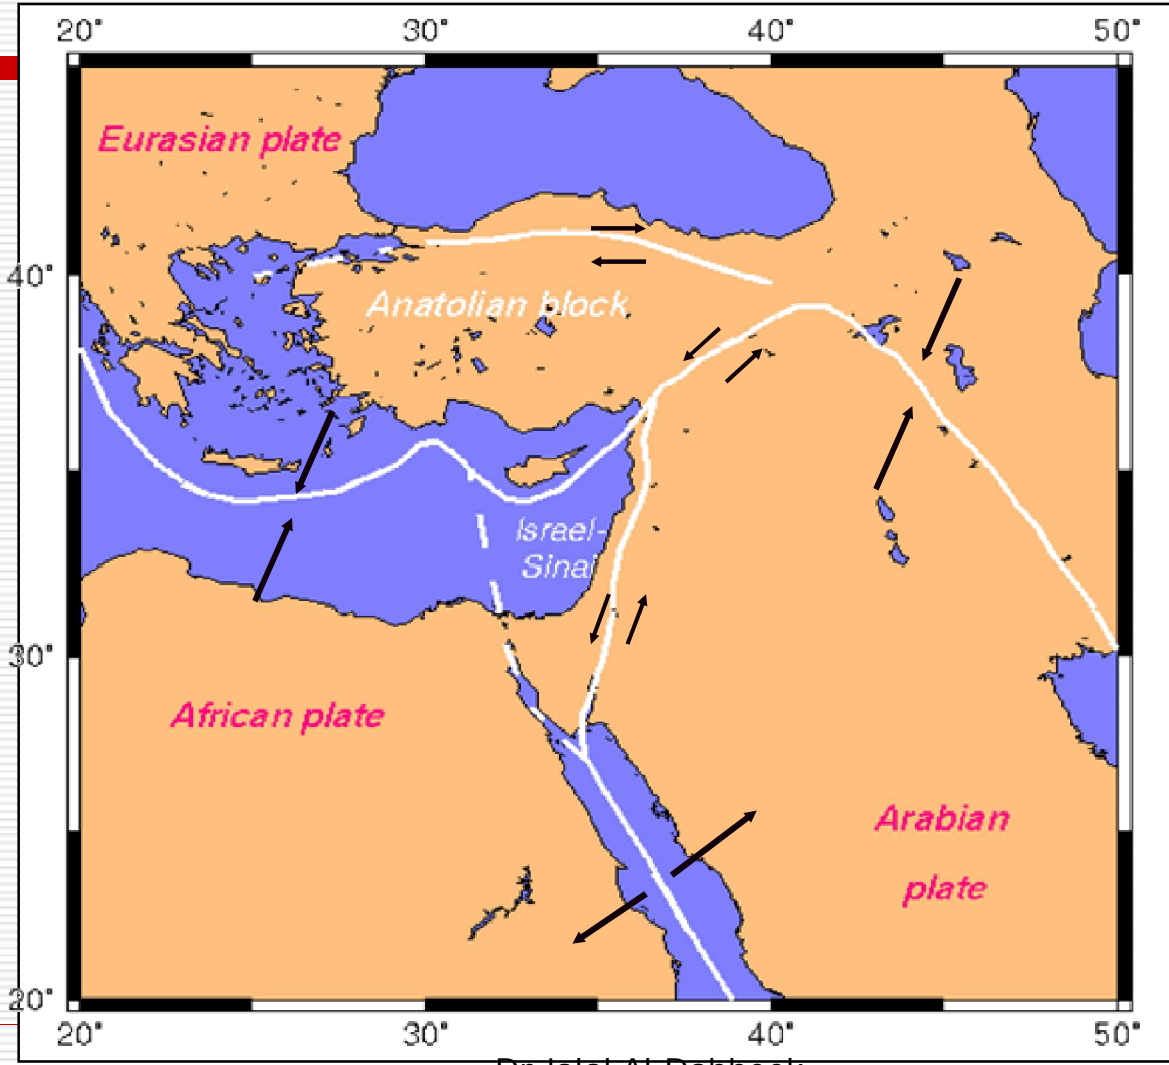 20° 30° 40° 50°
Eurasian plate
40°
Anatolian block
Israel-
Sinai
30°
African plate
Arabian
plate
20°
20° 30° 40° 50°